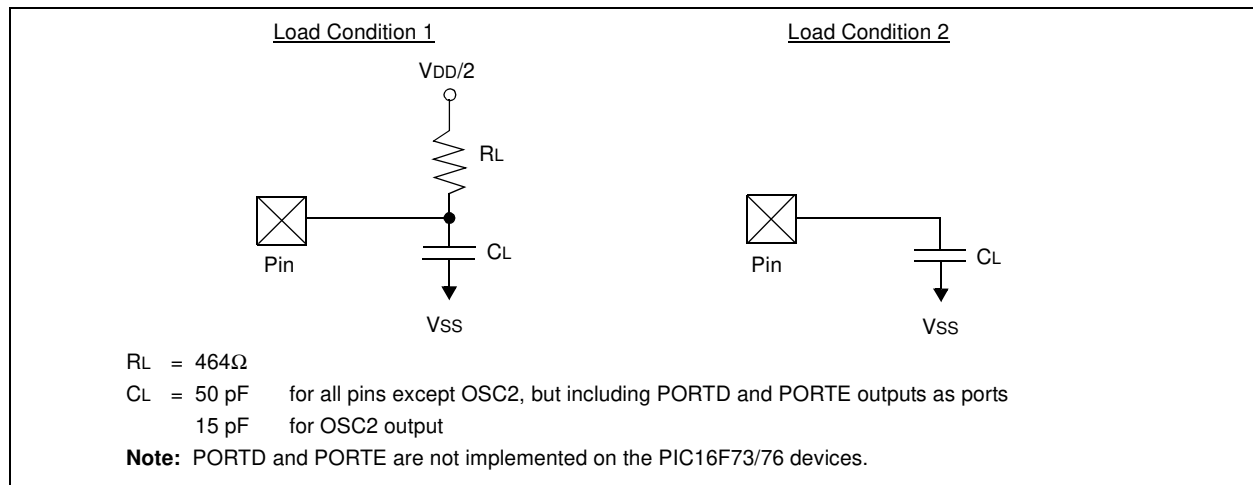 Load Condition 1
Load Condition 2
VDD/2
RL
Pin
CL
VSS
Pin
CL
VSS
RL = 464Ω
CL = 50 pF for all pins except OSC2, but including PORTD and PORTE outputs as ports
15 pF for OSC2 output
Note: PORTD and PORTE are not implemented on the PIC16F73/76 devices.